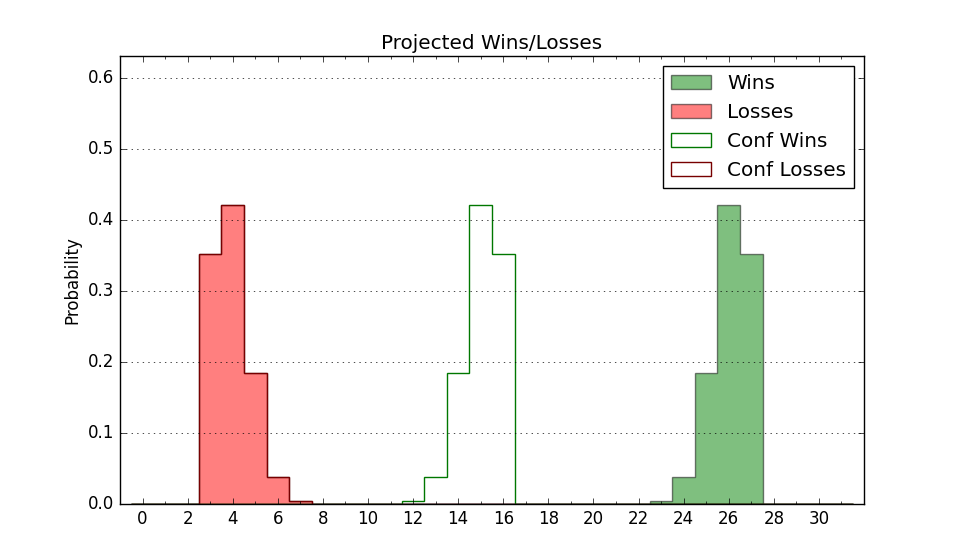 Projected Wins/Losses
Wins
Losses
Conf Wins
Conf Losses
Probability
0.6
0.5
0.4
0.3
0.2
0.1
0.0
0 2 4 6 8 10 12 14 16 18 20 22 24 26 28 30